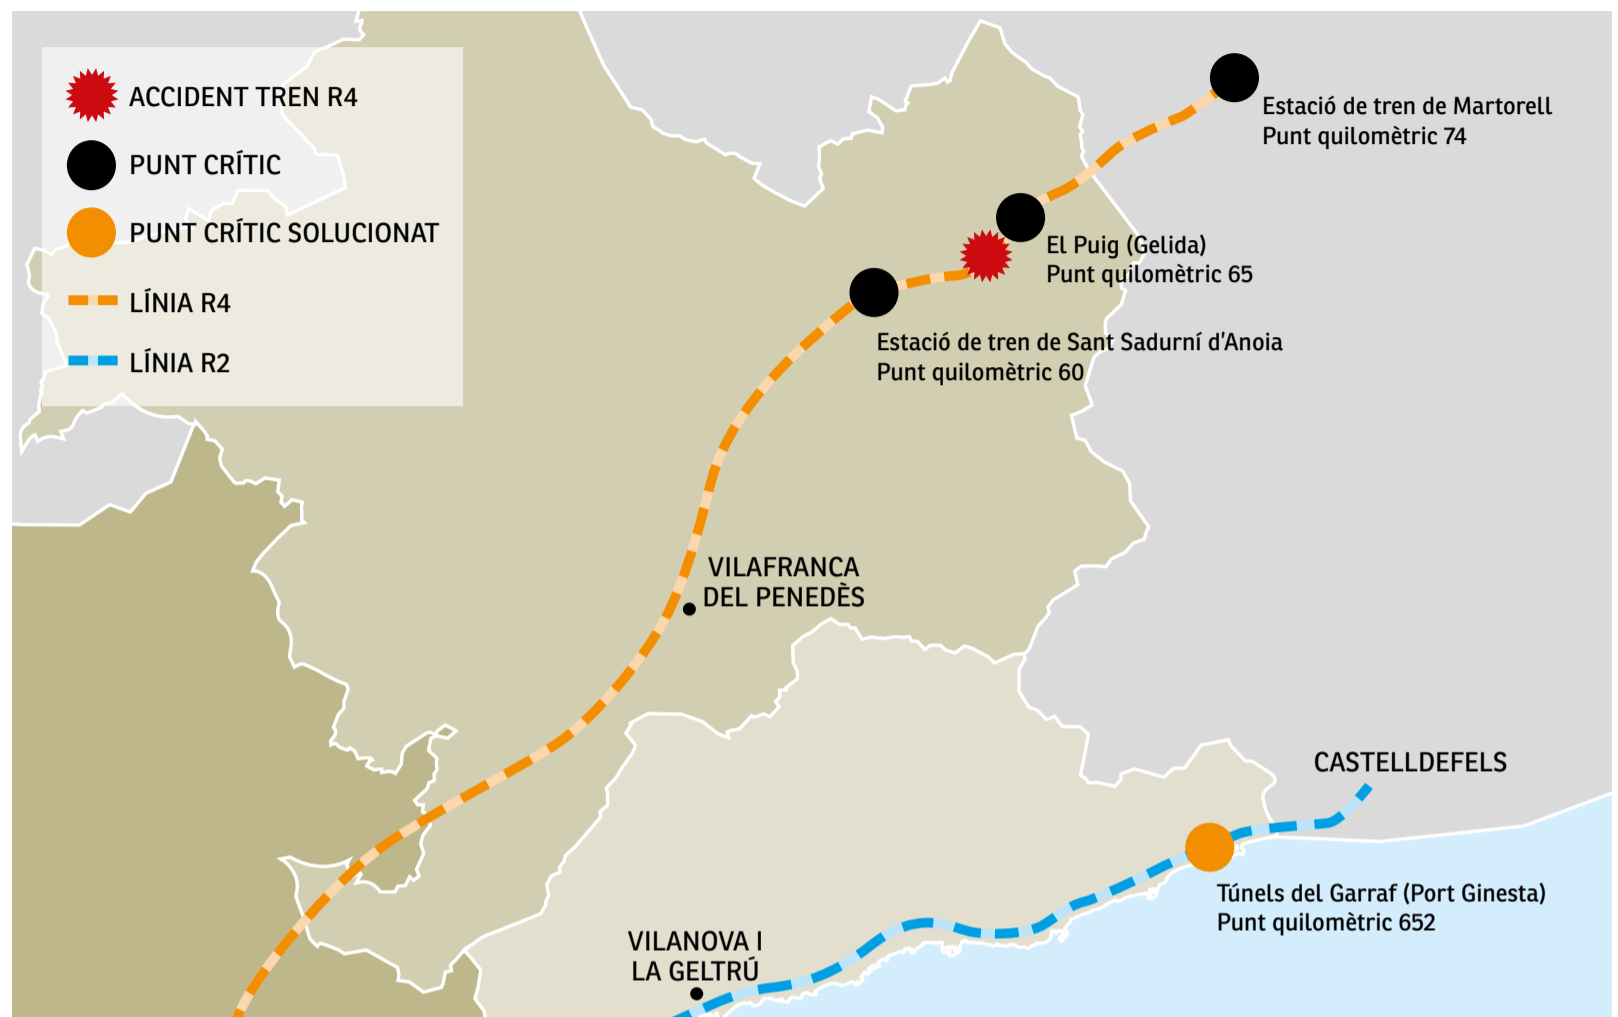 ACCIDENT TREN R4
PUNT CRÍTIC
PUNT CRÍTIC SOLUCIONAT
LÍNIA R4
LÍNIA R2
Estació de tren de Martorell
Punt quilomètric 74
El Puig (Gelida)
Punt quilomètric 65
Estació de tren de Sant Sadurní d'Anoia
Punt quilomètric 60
VILAFRANCA
DEL PENEDÈS
CASTELLDEFELS
Túnels del Garraf (Port Ginesta)
Punt quilomètric 652
VILANOVA I
LA GELTRÚ